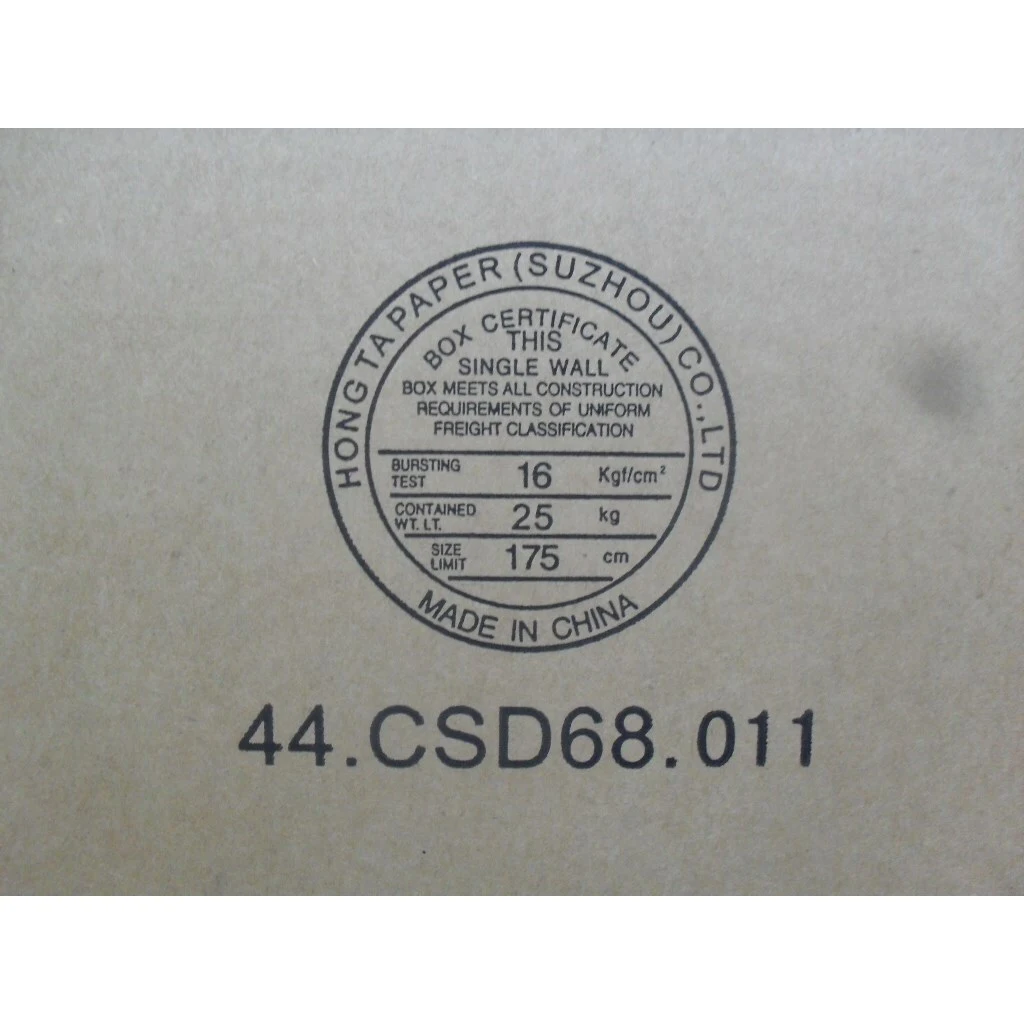 HONG TA PAPER (SUZHOU) CO.,LTD
BOX CERTIFICATE
THIS
SINGLE WALL
BOX MEETS ALL CONSTRUCTION
REQUIREMENTS OF UNIFORM
FREIGHT CLASSIFICATION
BURSTING TEST 16 Kgf/cm²
CONTAINED WT. LT. 25 kg
SIZE LIMIT 175 cm
MADE IN CHINA
44.CSD68.011